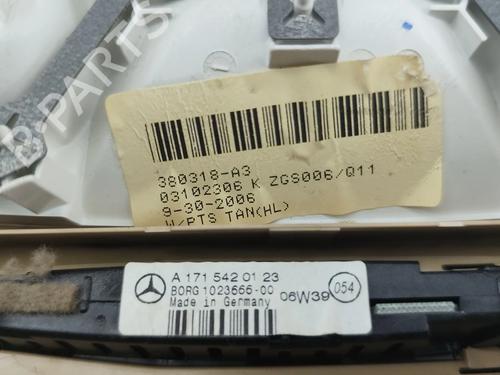 B-PARTS
380318-A3
03102306 K ZGS006/Q11
9-30-2006
W/PTS TAN(HL)
A 171 542 01 23
BORG 1023666-00 06W39 054
Made in Germany